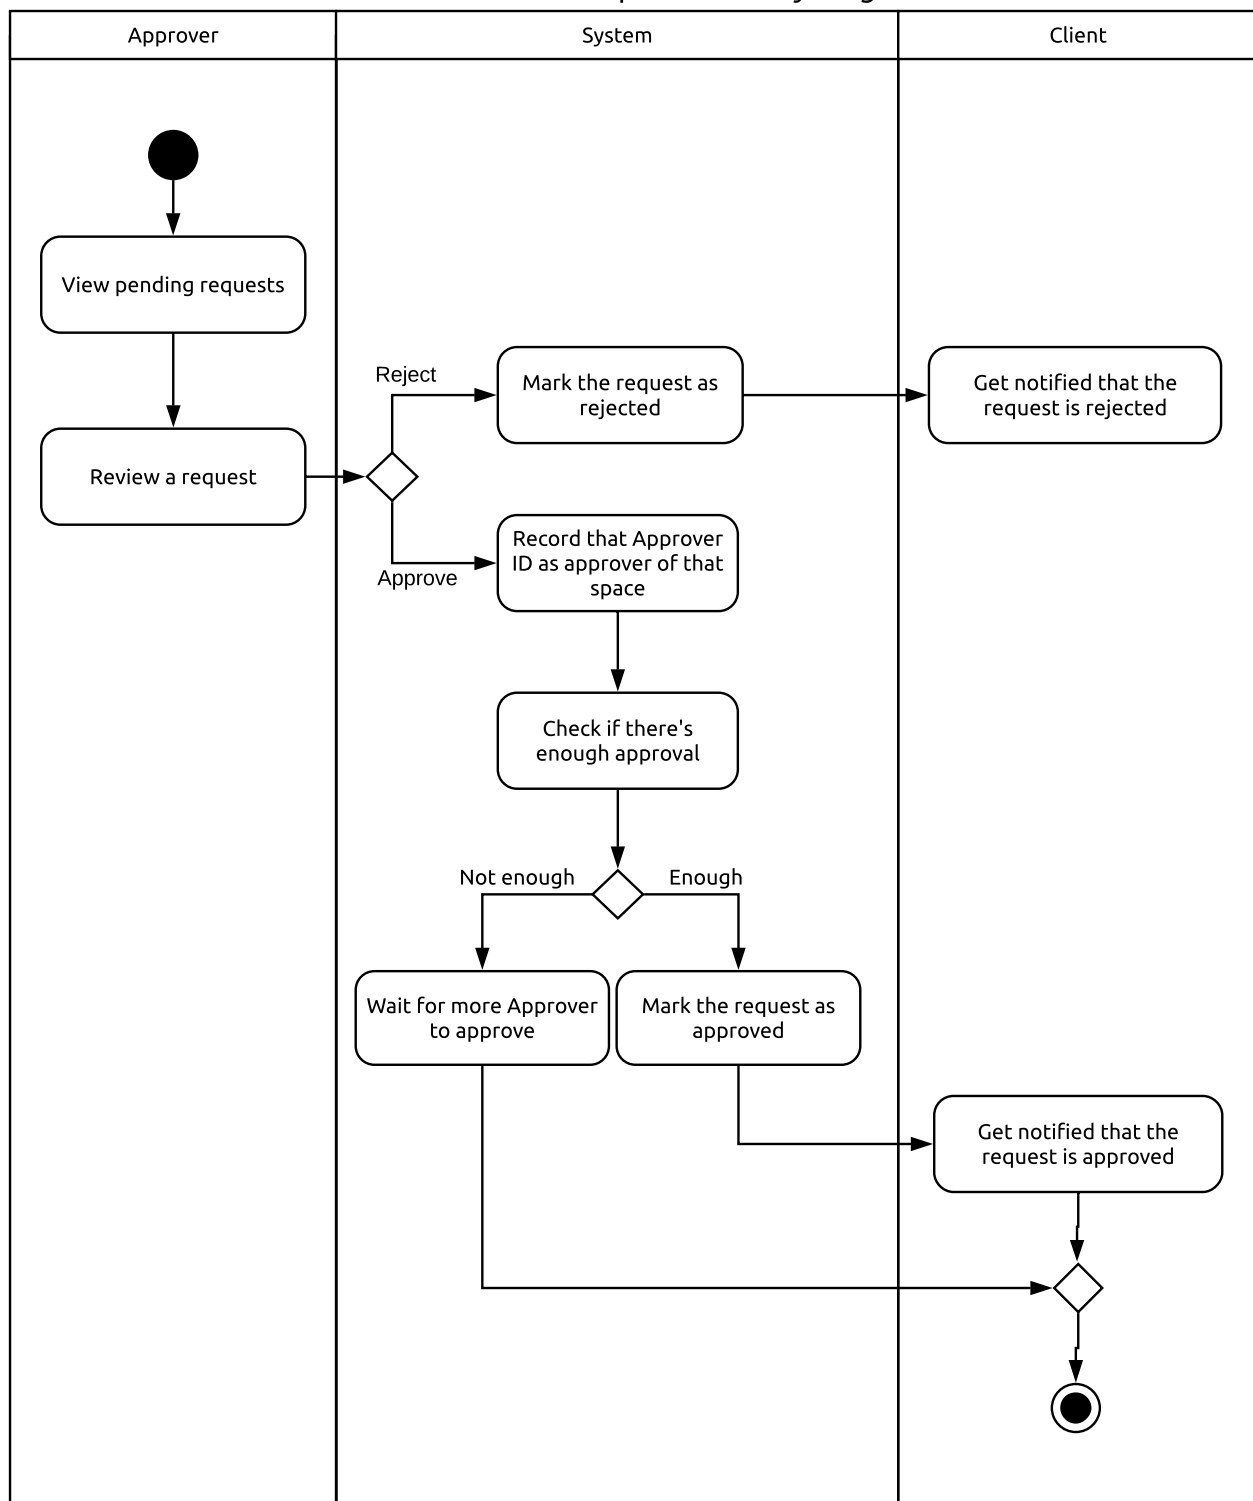 Approver
System
Client
View pending requests
Reject
Mark the request as
rejected
Get notified that the
request is rejected
Review a request
Record that Approver
ID as approver of that
space
Approve
Check if there's
enough approval
Not enough
Enough
Wait for more Approver
to approve
Mark the request as
approved
Get notified that the
request is approved